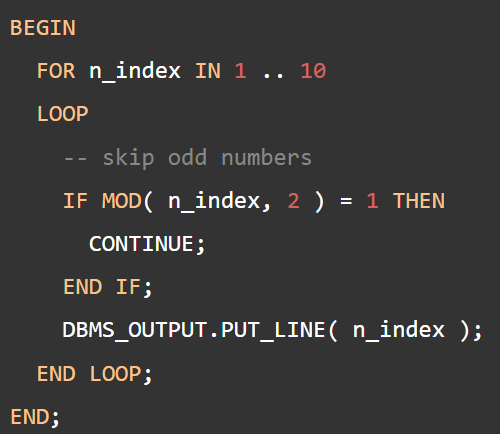 BEGIN
  FOR n_index IN 1 .. 10
  LOOP
    -- skip odd numbers
    IF MOD( n_index, 2 ) = 1 THEN
      CONTINUE;
    END IF;
    DBMS_OUTPUT.PUT_LINE( n_index );
  END LOOP;
END;